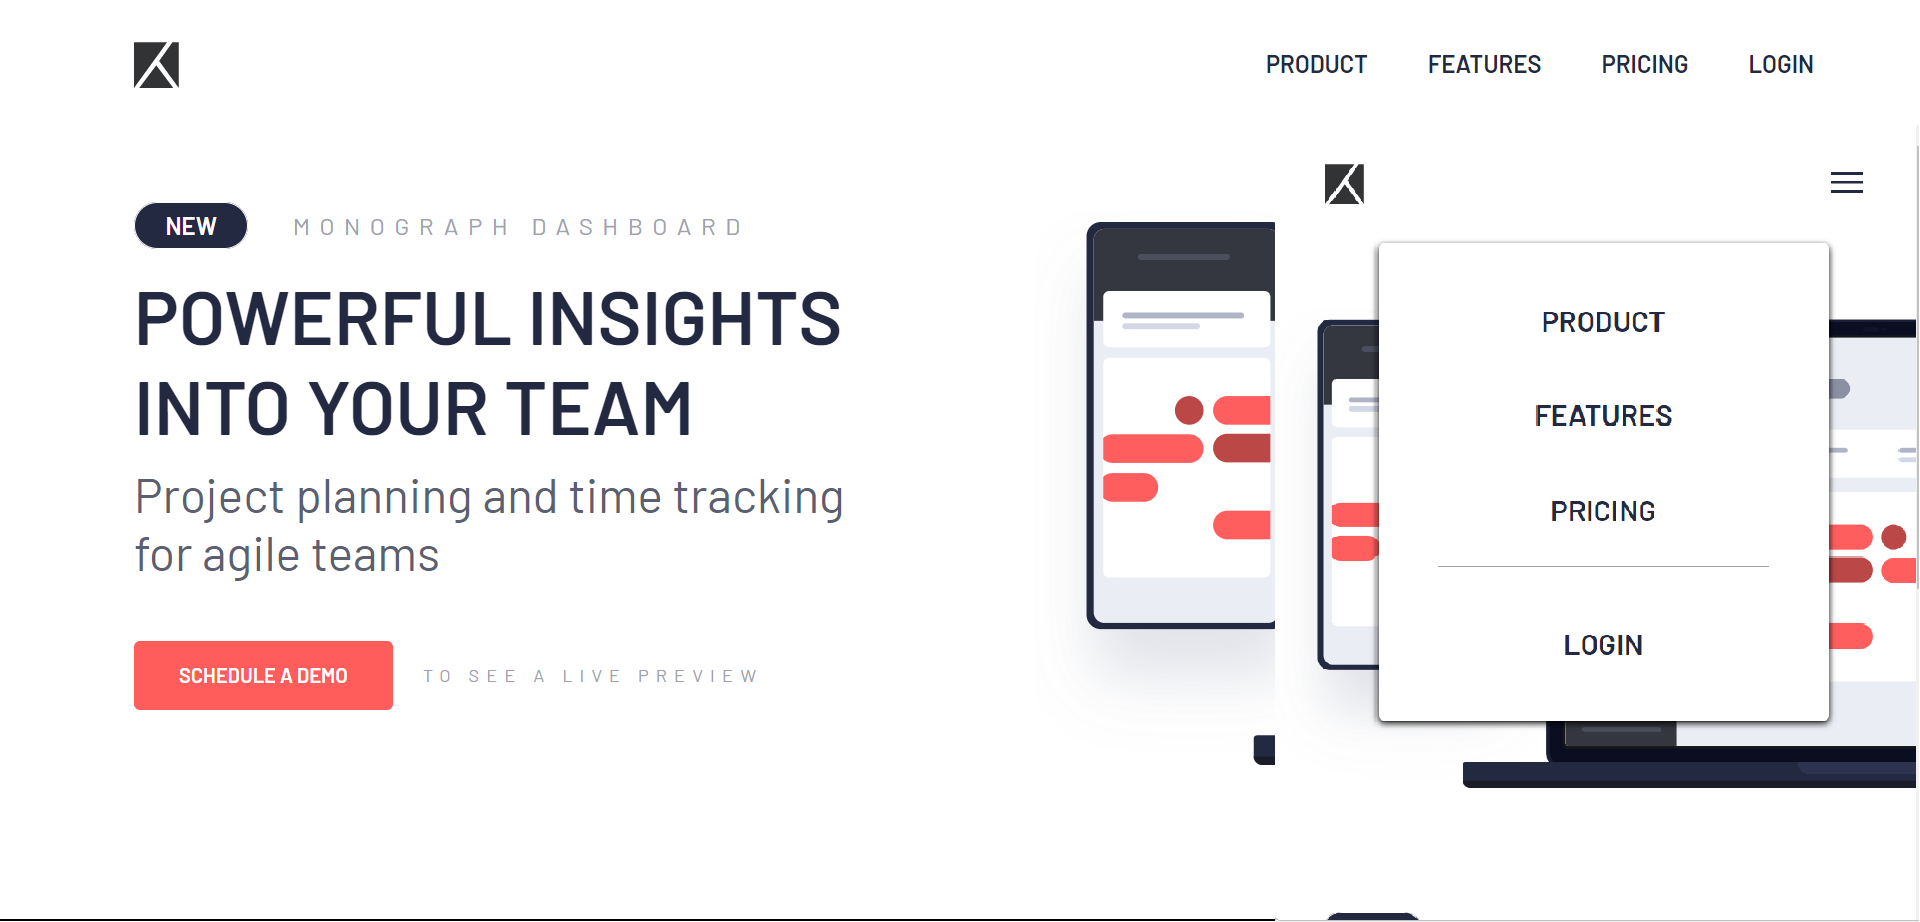 PRODUCT FEATURES PRICING LOGIN
NEW MONOGRAPH DASHBOARD
POWERFUL INSIGHTS
INTO YOUR TEAM
Project planning and time tracking
for agile teams
SCHEDULE A DEMO TO SEE A LIVE PREVIEW
PRODUCT
FEATURES
PRICING
LOGIN